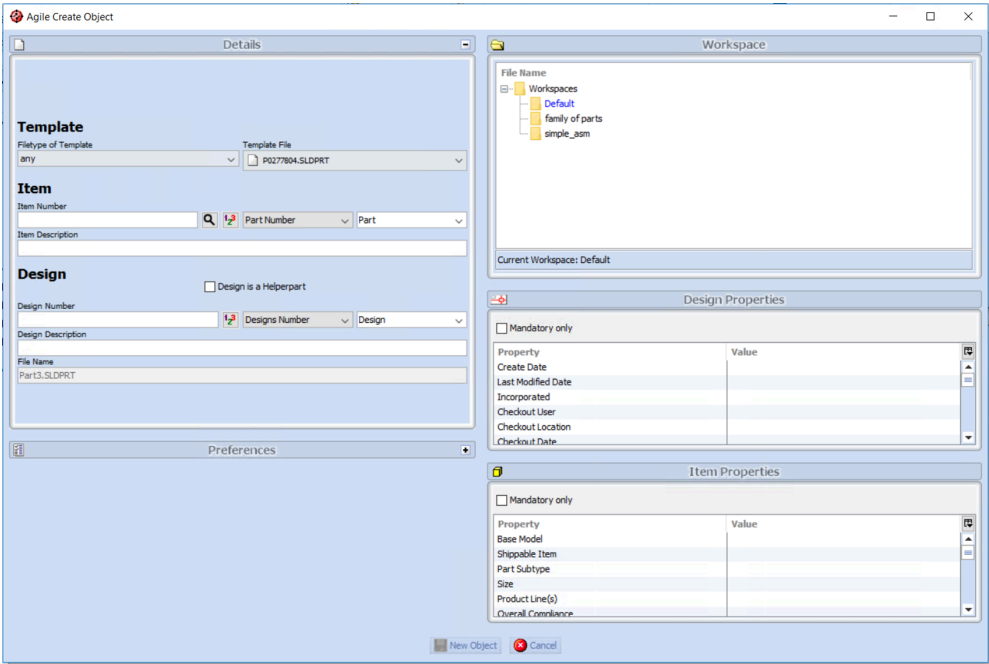 Agile Create Object
Details
Template
Filetype of Template
Template File
any
P0277804.SLDPRT
Item
Item Number
Part Number
Part
Item Description
Design
Design is a Helperpart
Design Number
Designs Number
Design
Design Description
File Name
Part3.SLDPRT
Preferences
Workspace
File Name
Workspaces
Default
family of parts
simple_asm
Current Workspace: Default
Design Properties
Mandatory only
Property Value
Create Date
Last Modified Date
Incorporated
Checkout User
Checkout Location
Checkout Date
Item Properties
Mandatory only
Property Value
Base Model
Shippable Item
Part Subtype
Size
Product Line(s)
Overall Compliance
New Object
Cancel